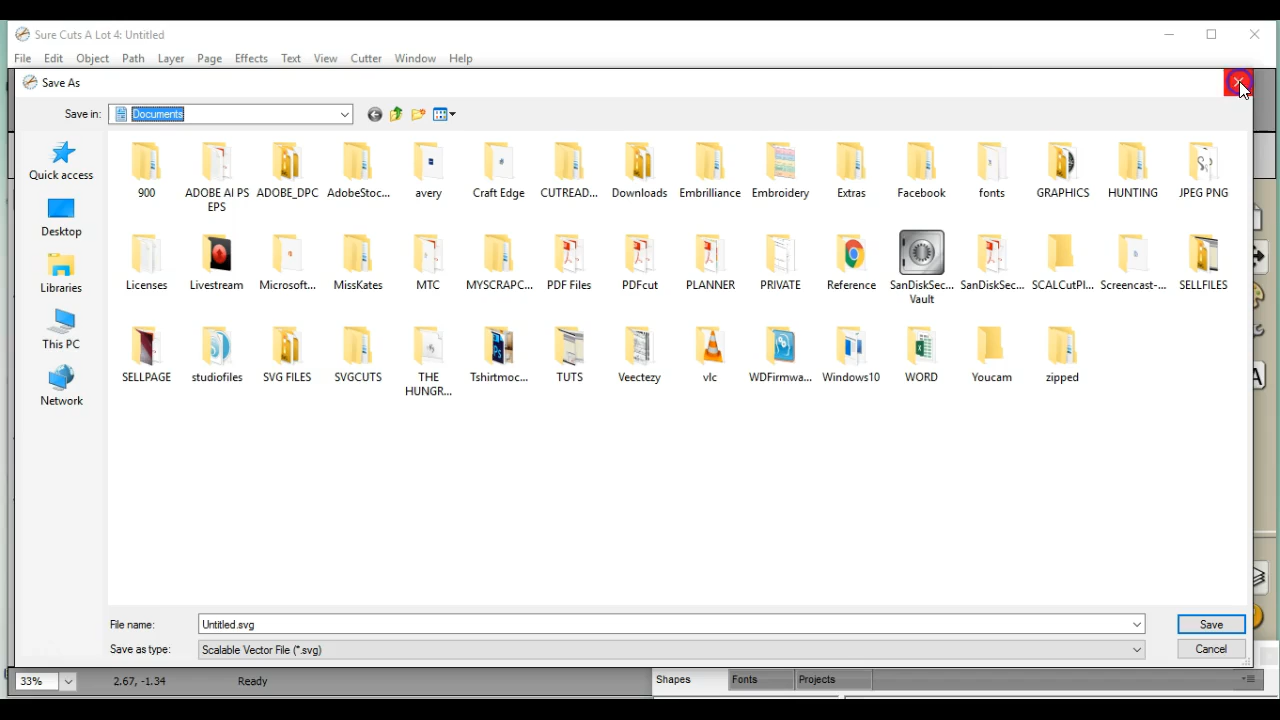 Sure Cuts A Lot 4: Untitled
File Edit Object Path Layer Page Effects Text View Cutter Window Help
Save As
Save in: Documents
Quick access
Desktop
Libraries
This PC
Network
900 ADOBE AI PS EPS ADOBE_DPC AdobeStoc... avery Craft Edge CUTREAD... Downloads Embrilliance Embroidery Extras Facebook fonts GRAPHICS HUNTING JPEG PNG
Licenses Livestream Microsoft... MissKates MTC MYSCRAPC... PDF Files PDFcut PLANNER PRIVATE Reference SanDiskSec... Vault SanDiskSec... SCALCutPl... Screencast-... SELLFILES
SELLPAGE studiofiles SVG FILES SVGCUTS THE HUNGR... Tshirtmoc... TUTS Veectezy vlc WDFirmwa... Windows10 WORD Youcam zipped
File name: Untitled.svg Save
Save as type: Scalable Vector File (*.svg) Cancel
33% 2.67, -1.34 Ready Shapes Fonts Projects
A